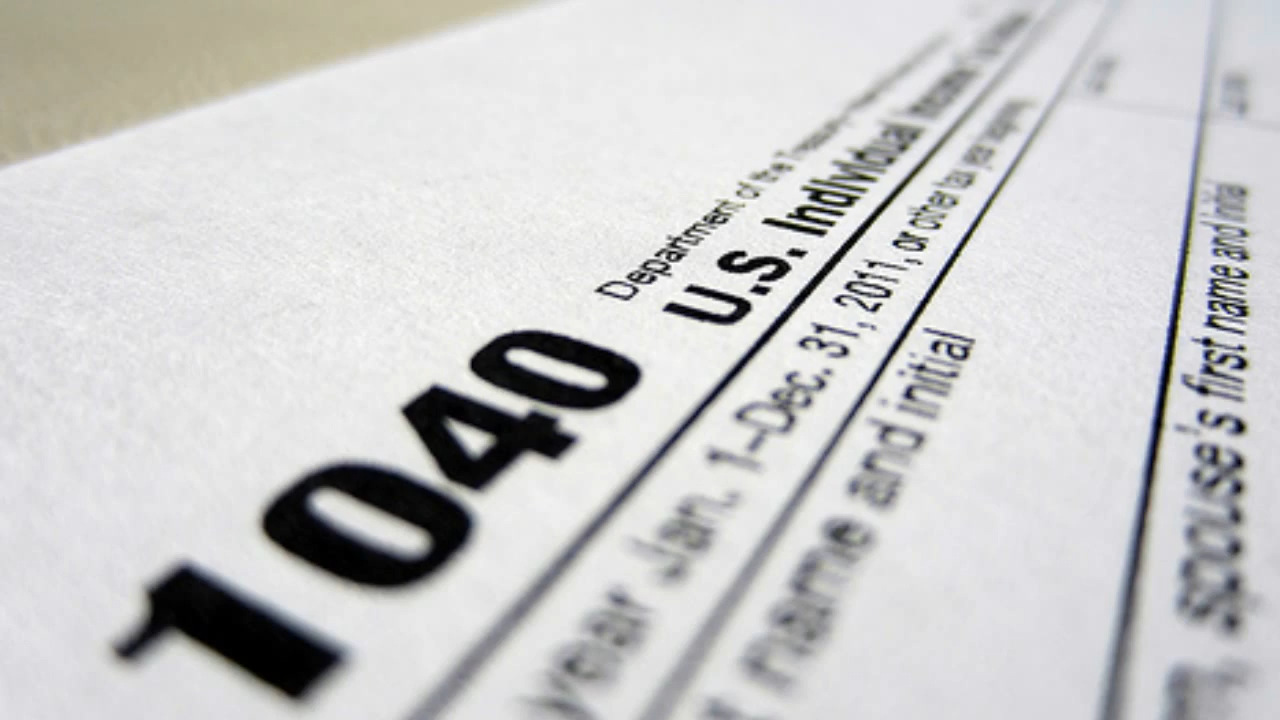 1040
Department of the Treasury
U.S. Individual Income
year Jan. 1–Dec. 31, 2011, or other tax year beginning
name and initial
spouse's first name and initial